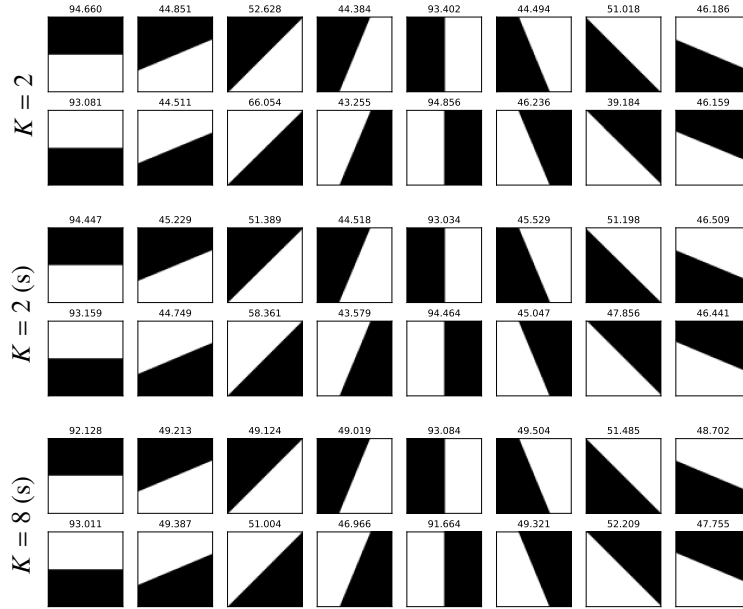 94.660 44.851 52.628 44.384 93.402 44.494 51.018 46.186
K = 2
93.081 44.511 66.054 43.255 94.856 46.236 39.184 46.159
94.447 45.229 51.389 44.518 93.034 45.529 51.198 46.509
K = 2 (s)
93.159 44.749 58.361 43.579 94.464 45.047 47.856 46.441
92.128 49.213 49.124 49.019 93.084 49.504 51.485 48.702
K = 8 (s)
93.011 49.387 51.004 46.966 91.664 49.321 52.209 47.755